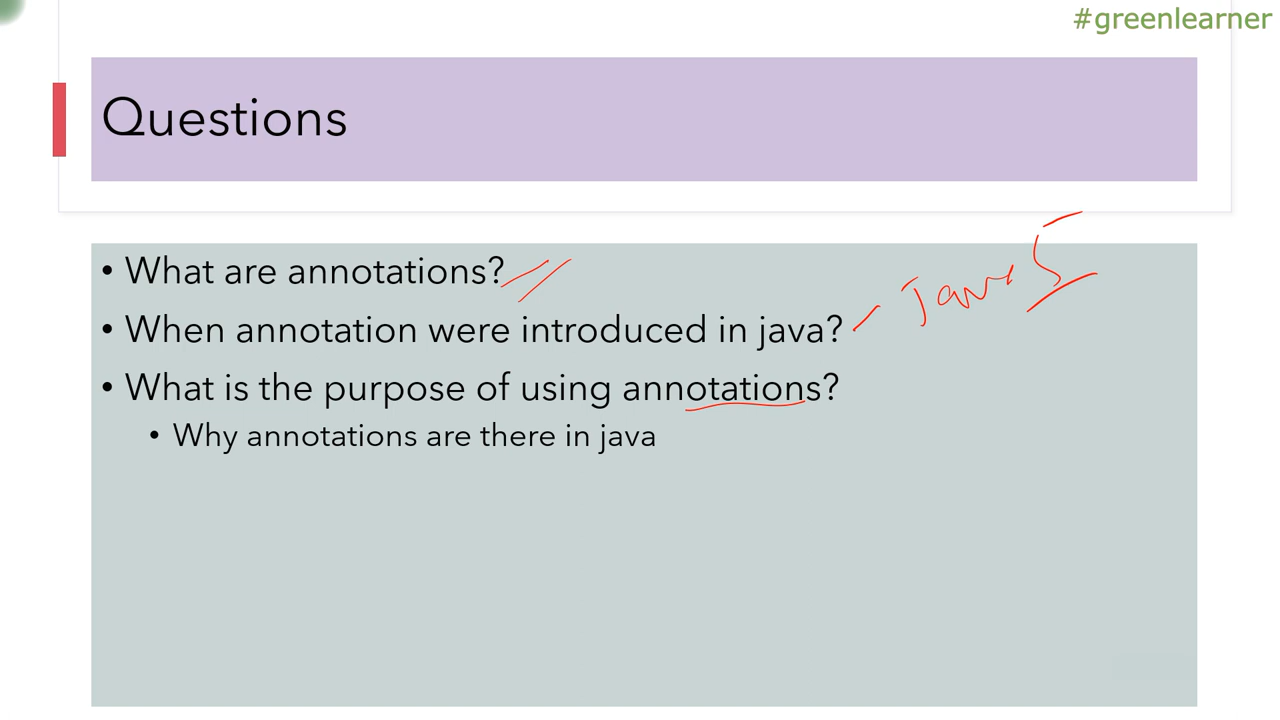 #greenlearner
Questions
• What are annotations?
• When annotation were introduced in java?
Java 5
• What is the purpose of using annotations?
• Why annotations are there in java